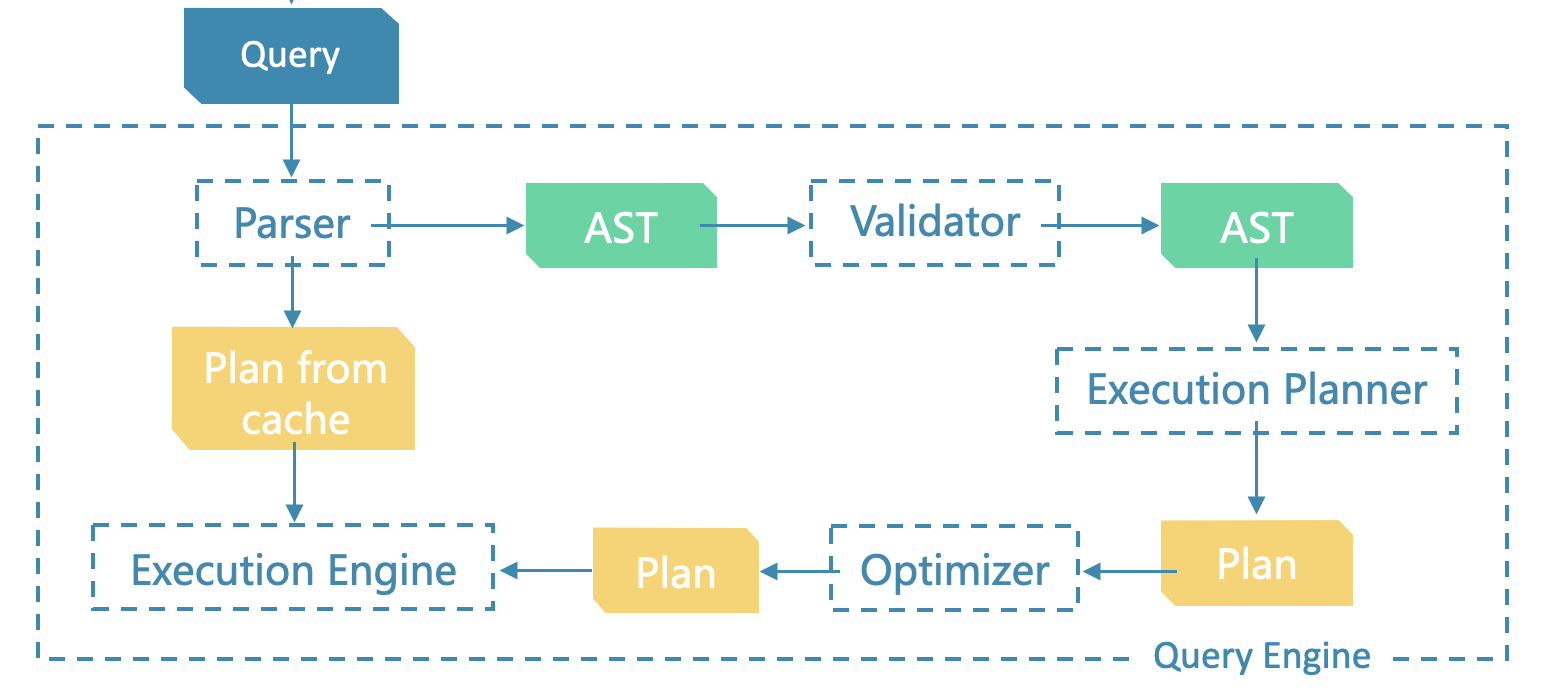 Query
Parser
AST
Validator
AST
Plan from
cache
Execution Planner
Execution Engine
Plan
Optimizer
Plan
Query Engine